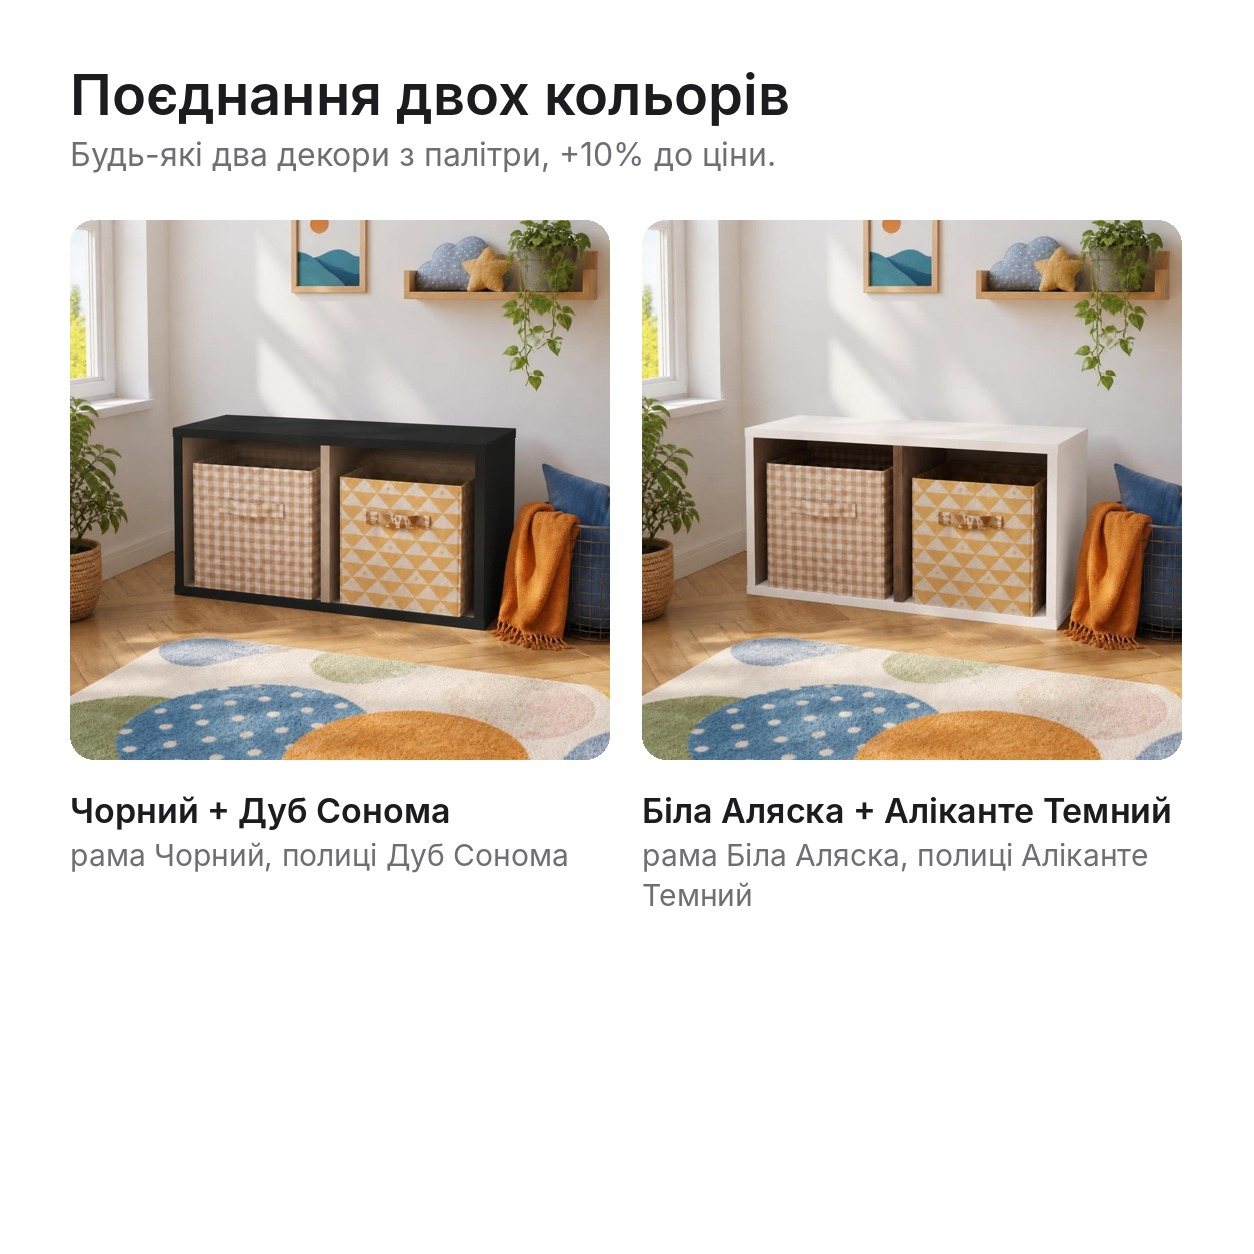 Поєднання двох кольорів
Будь-які два декори з палітри, +10% до ціни.
Чорний + Дуб Сонома
рама Чорний, полиці Дуб Сонома
Біла Аляска + Аліканте Темний
рама Біла Аляска, полиці Аліканте
Темний